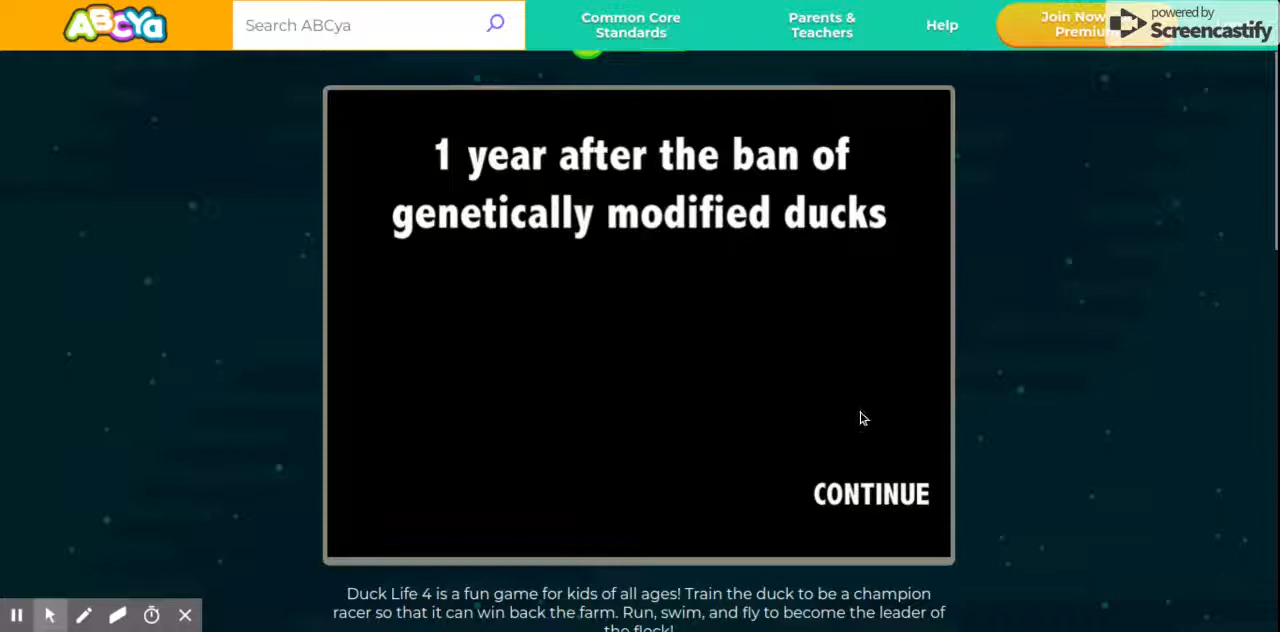 ABCya
Search ABCya
Common Core
Standards
Parents &
Teachers
Help
Join Now
Premium
powered by
Screencastify
1 year after the ban of
genetically modified ducks
CONTINUE
Duck Life 4 is a fun game for kids of all ages! Train the duck to be a champion
racer so that it can win back the farm. Run, swim, and fly to become the leader of
the flock!